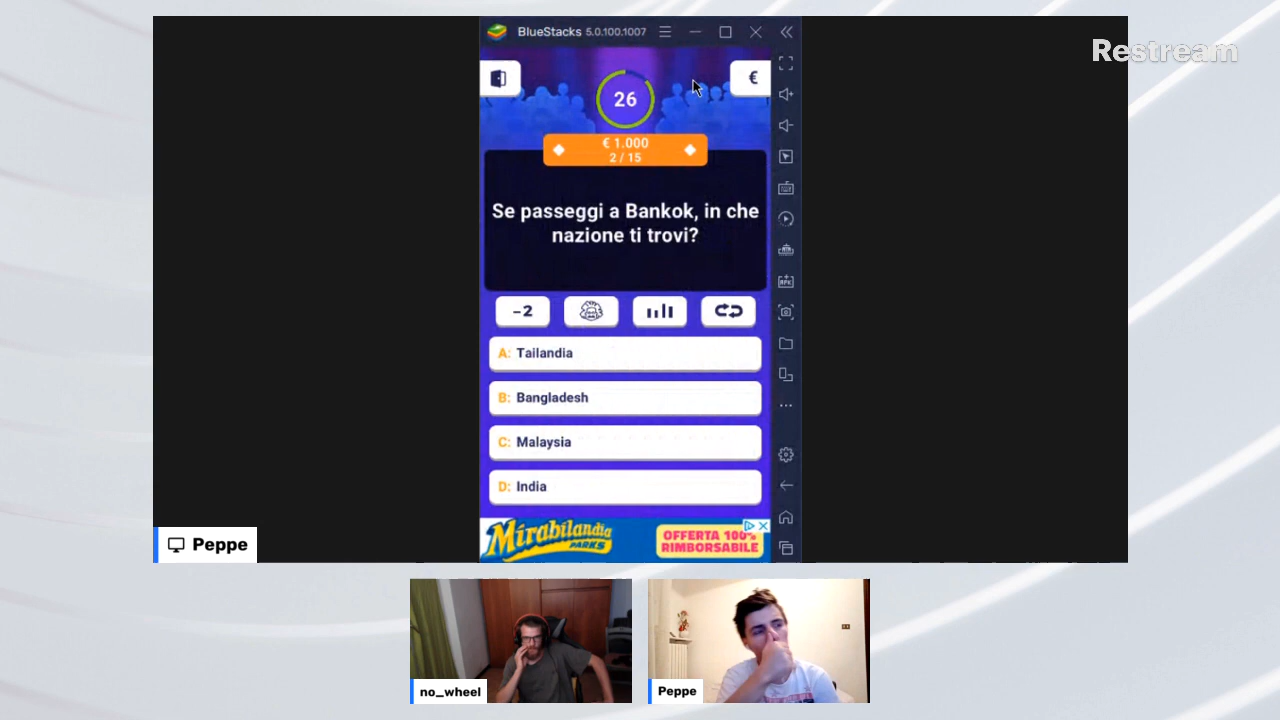 BlueStacks 5.0.100.1007
Restream
€
26
€ 1.000
2 / 15
Se passeggi a Bankok, in che
nazione ti trovi?
-2
A: Tailandia
B: Bangladesh
C: Malaysia
D: India
Mirabilandia
PARKS
OFFERTA 100%
RIMBORSABILE
Peppe
no_wheel
Peppe